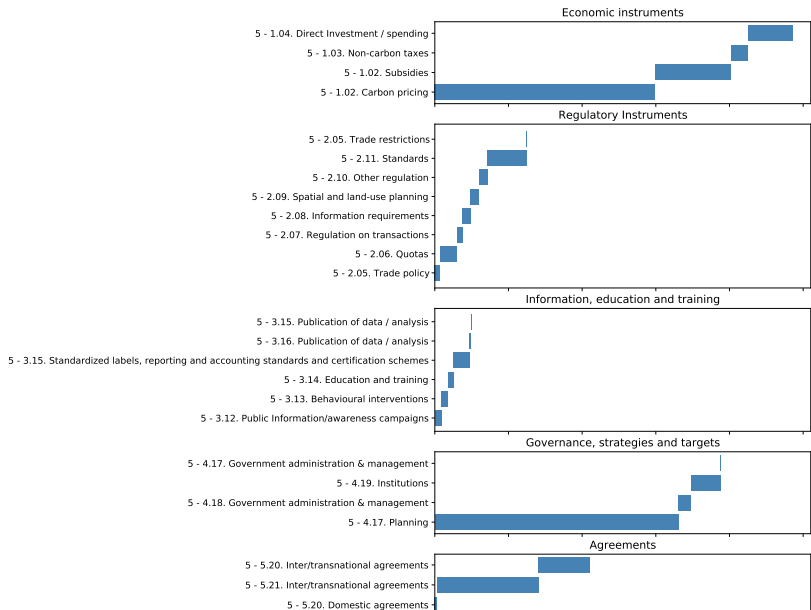 Economic instruments
5 - 1.04. Direct Investment / spending
5 - 1.03. Non-carbon taxes
5 - 1.02. Subsidies
5 - 1.02. Carbon pricing
Regulatory Instruments
5 - 2.05. Trade restrictions
5 - 2.11. Standards
5 - 2.10. Other regulation
5 - 2.09. Spatial and land-use planning
5 - 2.08. Information requirements
5 - 2.07. Regulation on transactions
5 - 2.06. Quotas
5 - 2.05. Trade policy
Information, education and training
5 - 3.15. Publication of data / analysis
5 - 3.16. Publication of data / analysis
5 - 3.15. Standardized labels, reporting and accounting standards and certification schemes
5 - 3.14. Education and training
5 - 3.13. Behavioural interventions
5 - 3.12. Public Information/awareness campaigns
Governance, strategies and targets
5 - 4.17. Government administration & management
5 - 4.19. Institutions
5 - 4.18. Government administration & management
5 - 4.17. Planning
Agreements
5 - 5.20. Inter/transnational agreements
5 - 5.21. Inter/transnational agreements
5 - 5.20. Domestic agreements